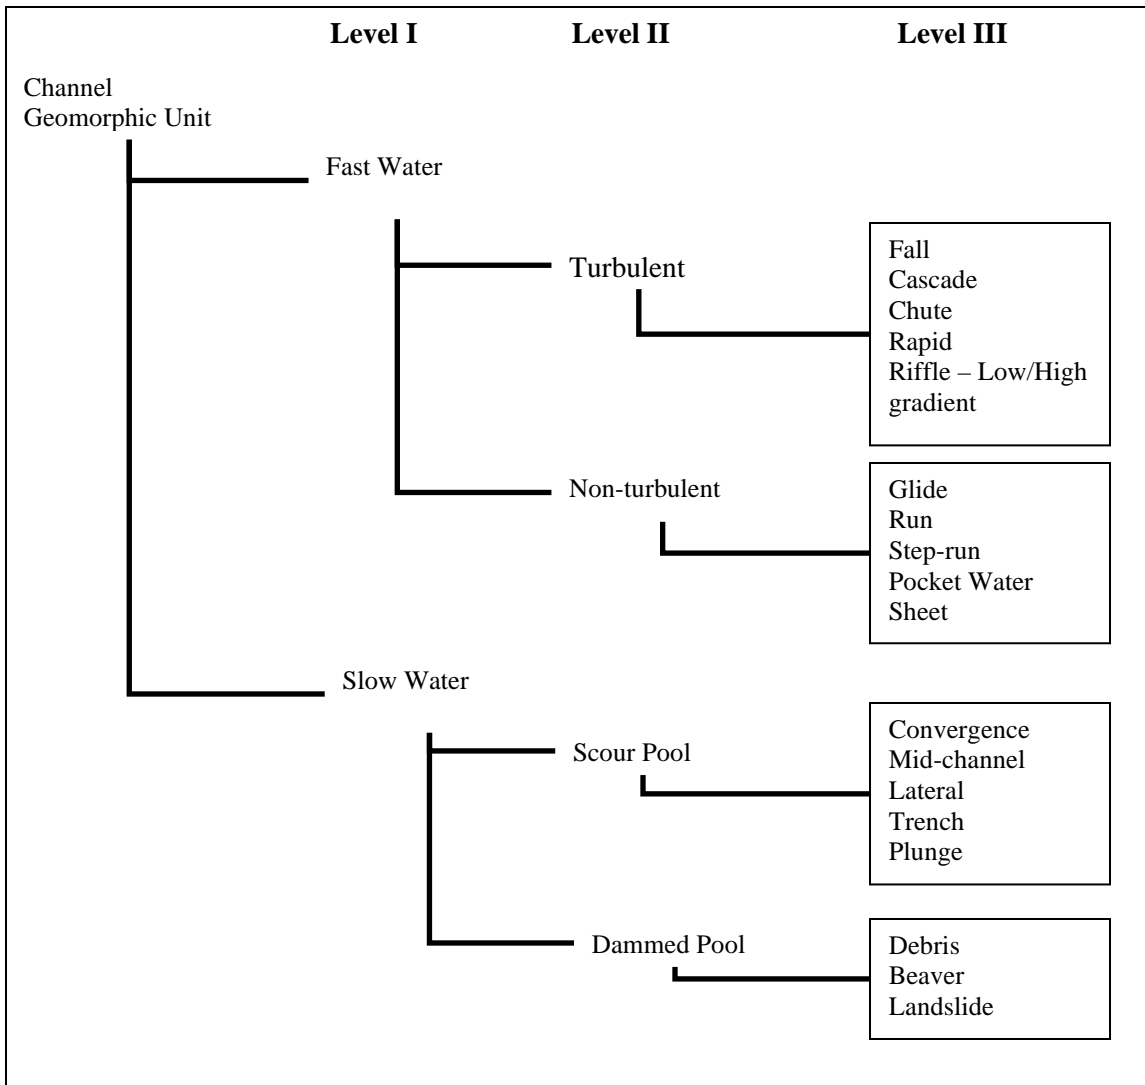 Level I Level II Level III
Channel
Geomorphic Unit
Fast Water
Turbulent
Fall
Cascade
Chute
Rapid
Riffle – Low/High
gradient
Non-turbulent
Glide
Run
Step-run
Pocket Water
Sheet
Slow Water
Scour Pool
Convergence
Mid-channel
Lateral
Trench
Plunge
Dammed Pool
Debris
Beaver
Landslide